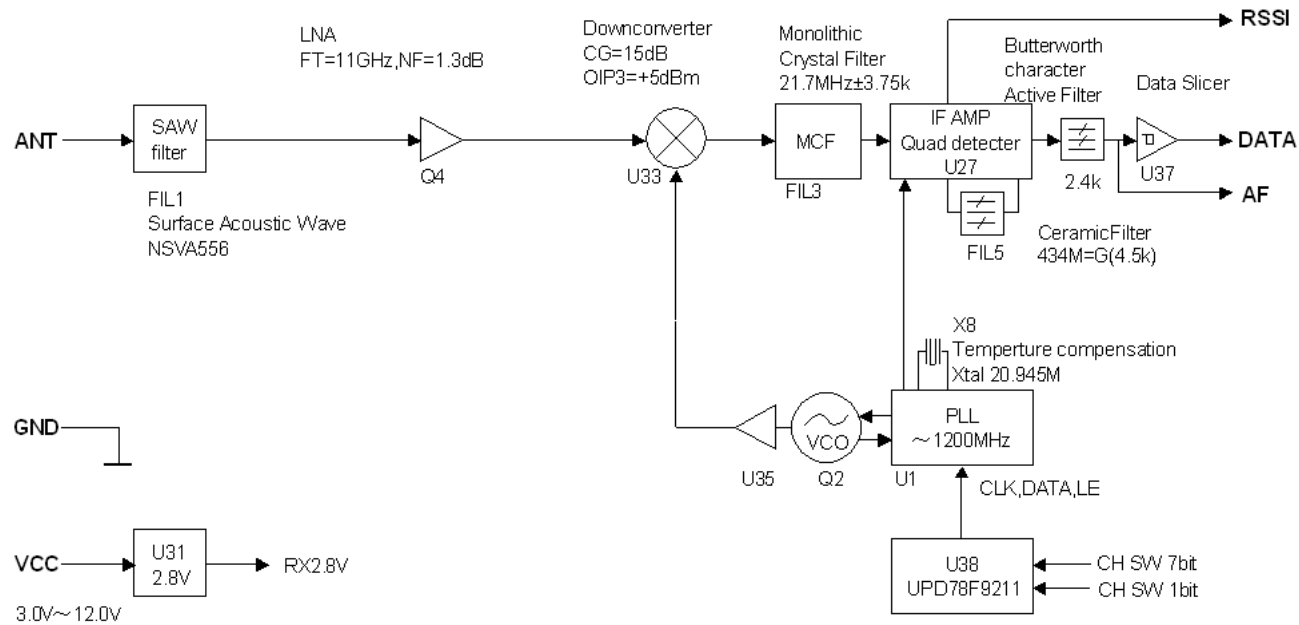 RSSI
LNA
FT=11GHz,NF=1.3dB
Downconverter
CG=15dB
OIP3=+5dBm
Monolithic
Crystal Filter
21.7MHz±3.75k
Butterworth
character
Active Filter
Data Slicer
ANT
SAW
filter
Q4
U33
MCF
FIL3
IF AMP
Quad detecter
U27
2.4k
U37
DATA
AF
FIL1
Surface Acoustic Wave
NSVA556
FIL5
CeramicFilter
434M=G(4.5k)
X8
Temperture compensation
Xtal 20.945M
GND
U35
VCO
Q2
PLL
～1200MHz
U1
CLK,DATA,LE
VCC
U31
2.8V
RX2.8V
3.0V～12.0V
U38
UPD78F9211
CH SW 7bit
CH SW 1bit